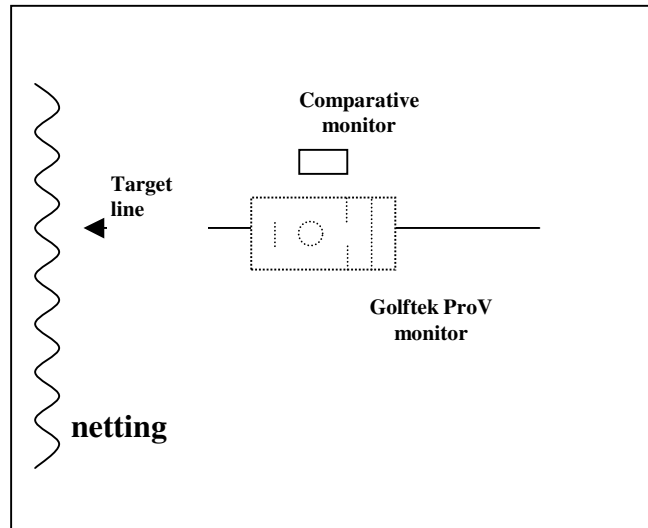 Comparative
monitor
Target
line
Golftek ProV
monitor
netting